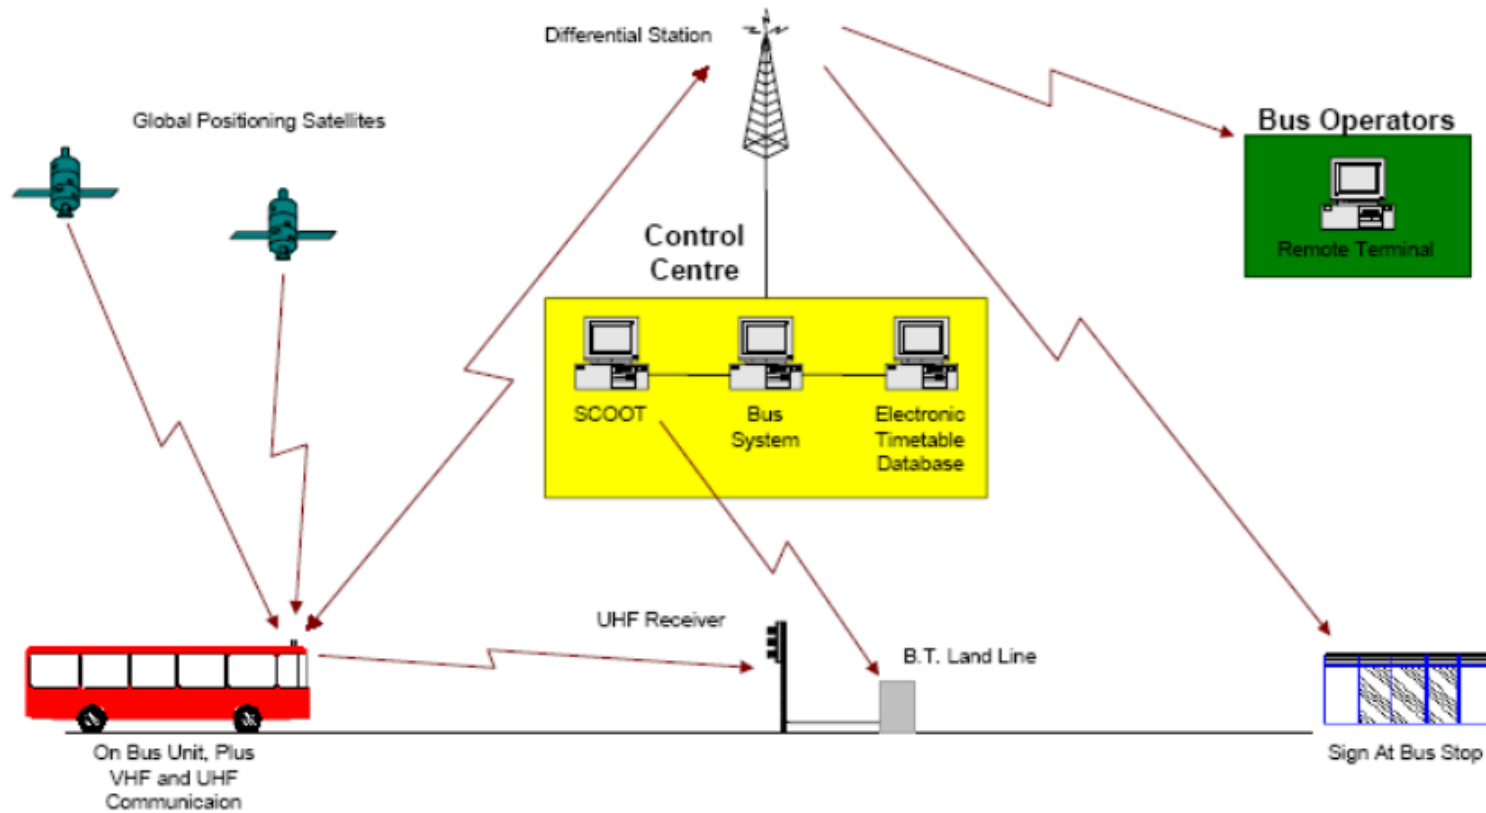 Differential Station
Global Positioning Satellites
Bus Operators
Remote Terminal
Control
Centre
SCOOT
Bus
System
Electronic
Timetable
Database
UHF Receiver
B.T. Land Line
On Bus Unit, Plus
VHF and UHF
Communicaion
Sign At Bus Stop